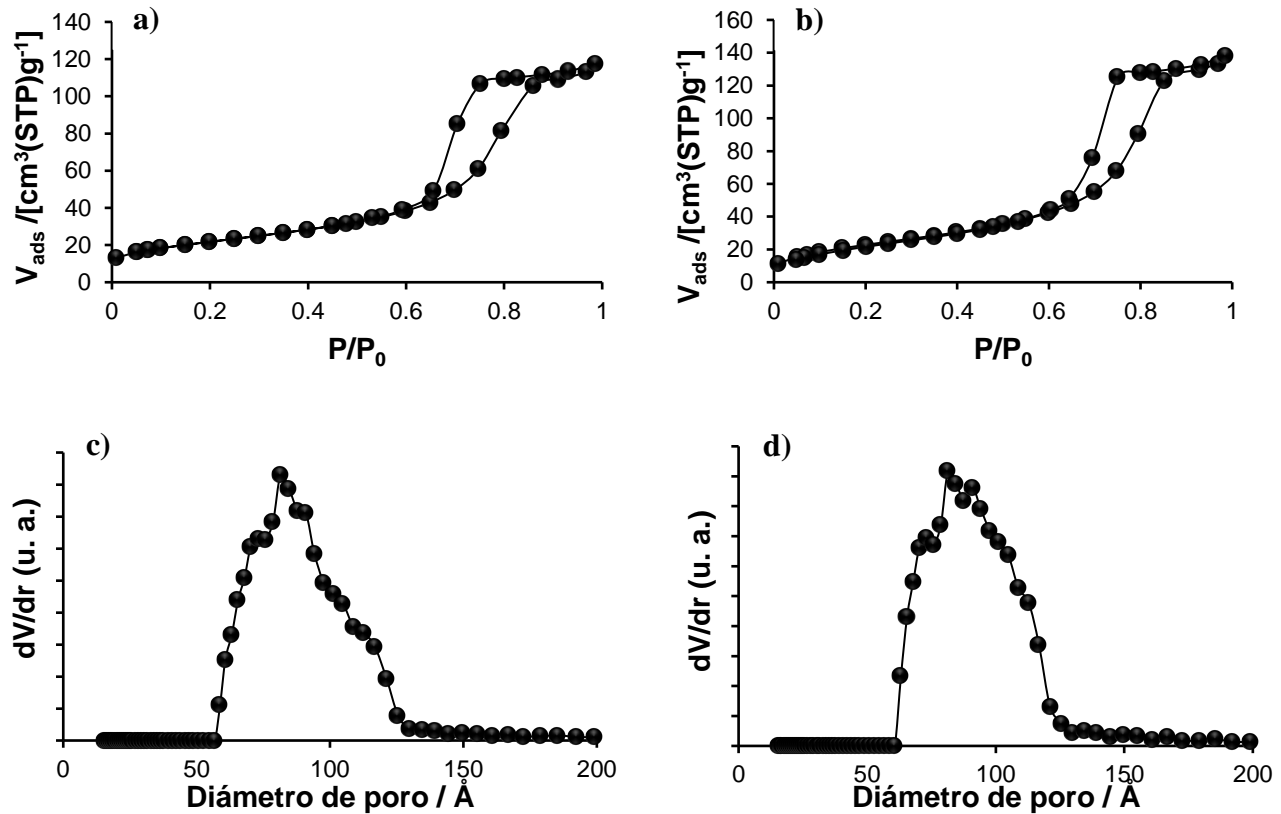 a)
V_ads /[cm³(STP)g⁻¹]
140
120
100
80
60
40
20
0
0 0.2 0.4 0.6 0.8 1
P/P₀
b)
V_ads /[cm³(STP)g⁻¹]
160
140
120
100
80
60
40
20
0
0 0.2 0.4 0.6 0.8 1
P/P₀
c)
dV/dr (u. a.)
0 50 100 150 200
Diámetro de poro / Å
d)
dV/dr (u. a.)
0 50 100 150 200
Diámetro de poro / Å